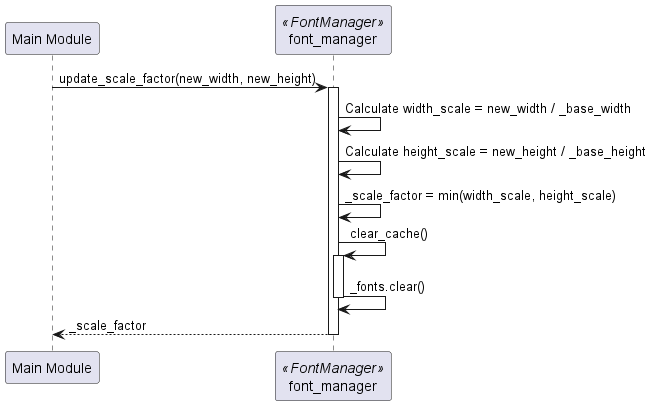 «FontManager»
Main Module
font_manager
update_scale_factor(new_width, new_height)
Calculate width_scale = new_width / _base_width
Calculate height_scale = new_height / _base_height
_scale_factor = min(width_scale, height_scale)
clear_cache()
_fonts.clear()
_scale_factor
Main Module
«FontManager»
font_manager